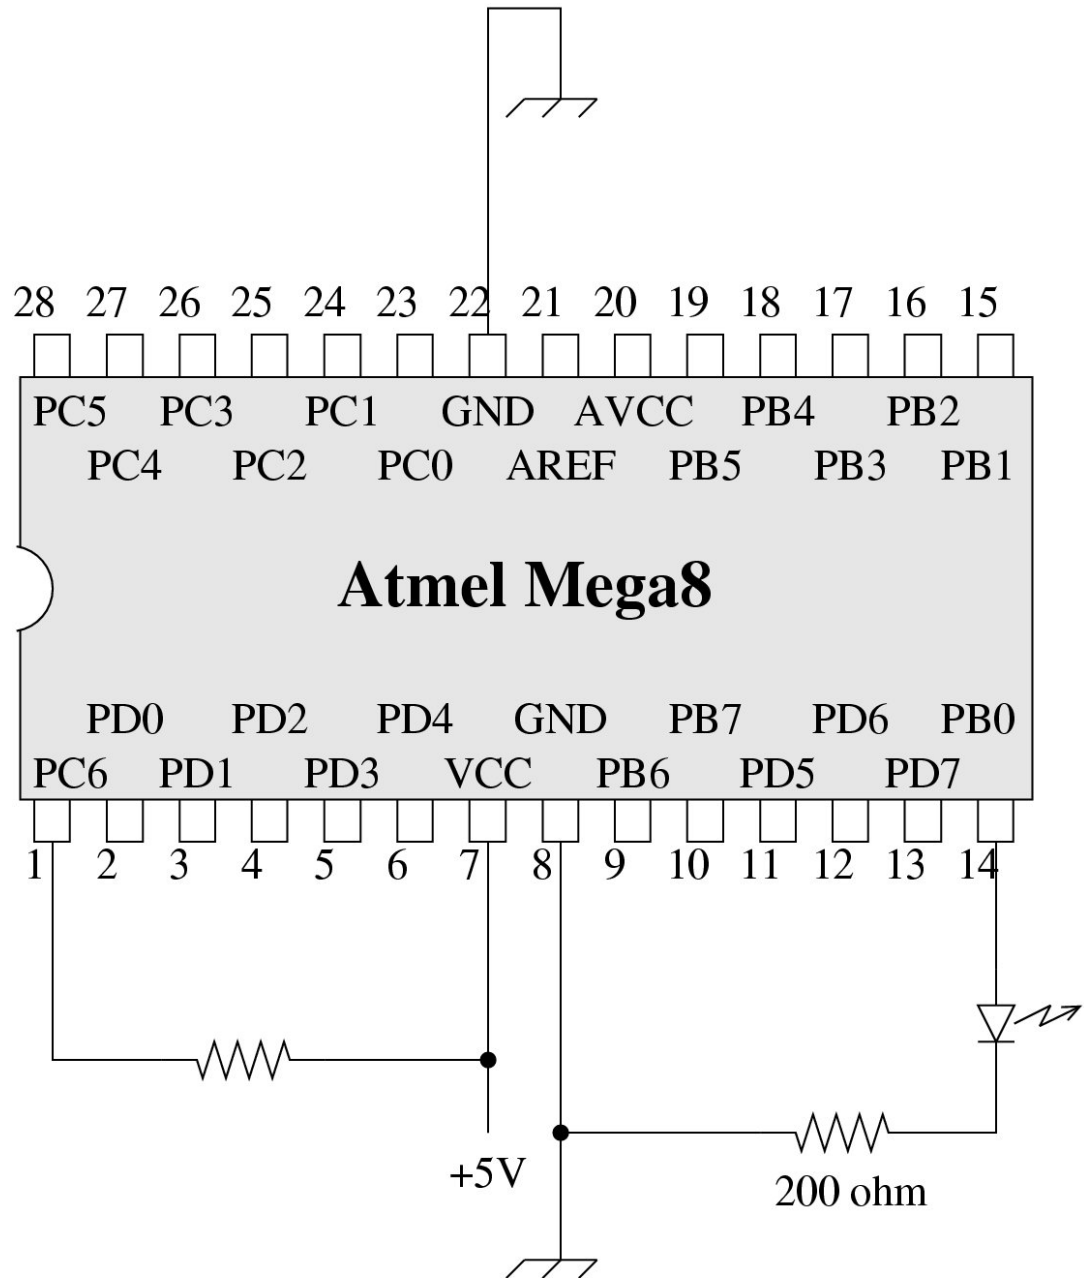 28 27 26 25 24 23 22 21 20 19 18 17 16 15
PC5 PC3 PC1 GND AVCC PB4 PB2
PC4 PC2 PC0 AREF PB5 PB3 PB1
Atmel Mega8
PD0 PD2 PD4 GND PB7 PD6 PB0
PC6 PD1 PD3 VCC PB6 PD5 PD7
1 2 3 4 5 6 7 8 9 10 11 12 13 14
+5V
200 ohm